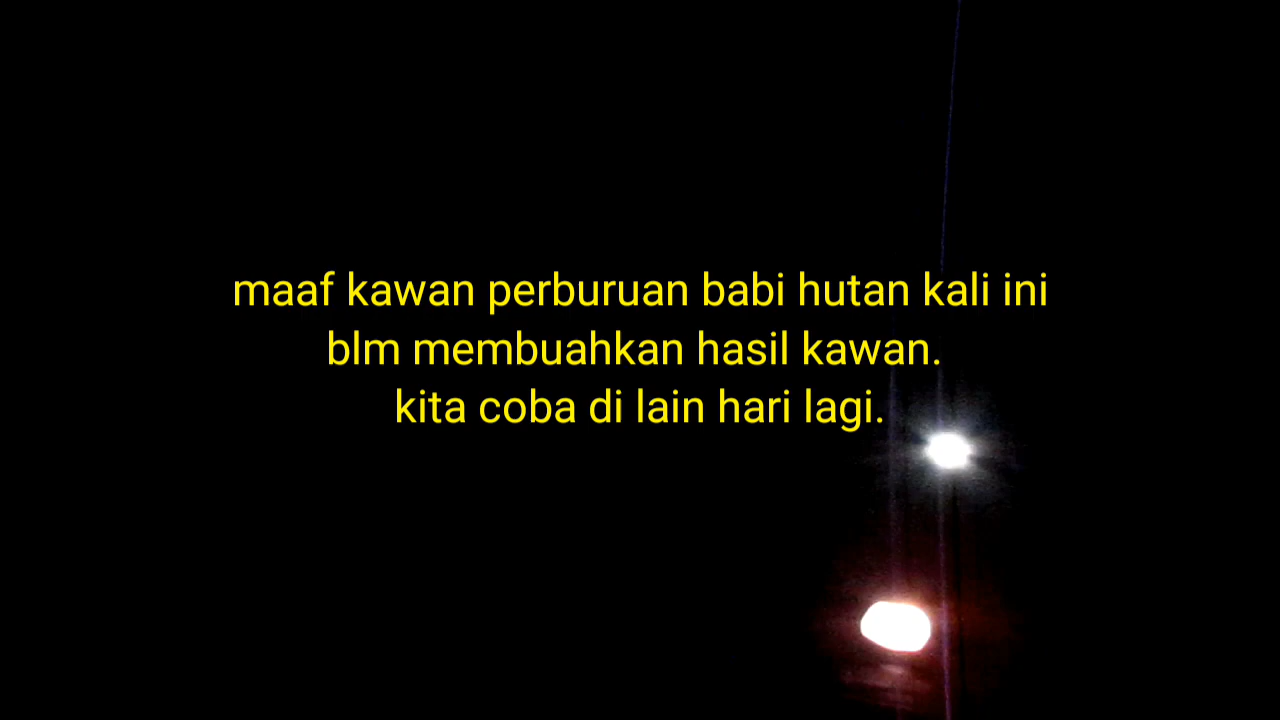 maaf kawan perburuan babi hutan kali ini
blm membuahkan hasil kawan.
kita coba di lain hari lagi.